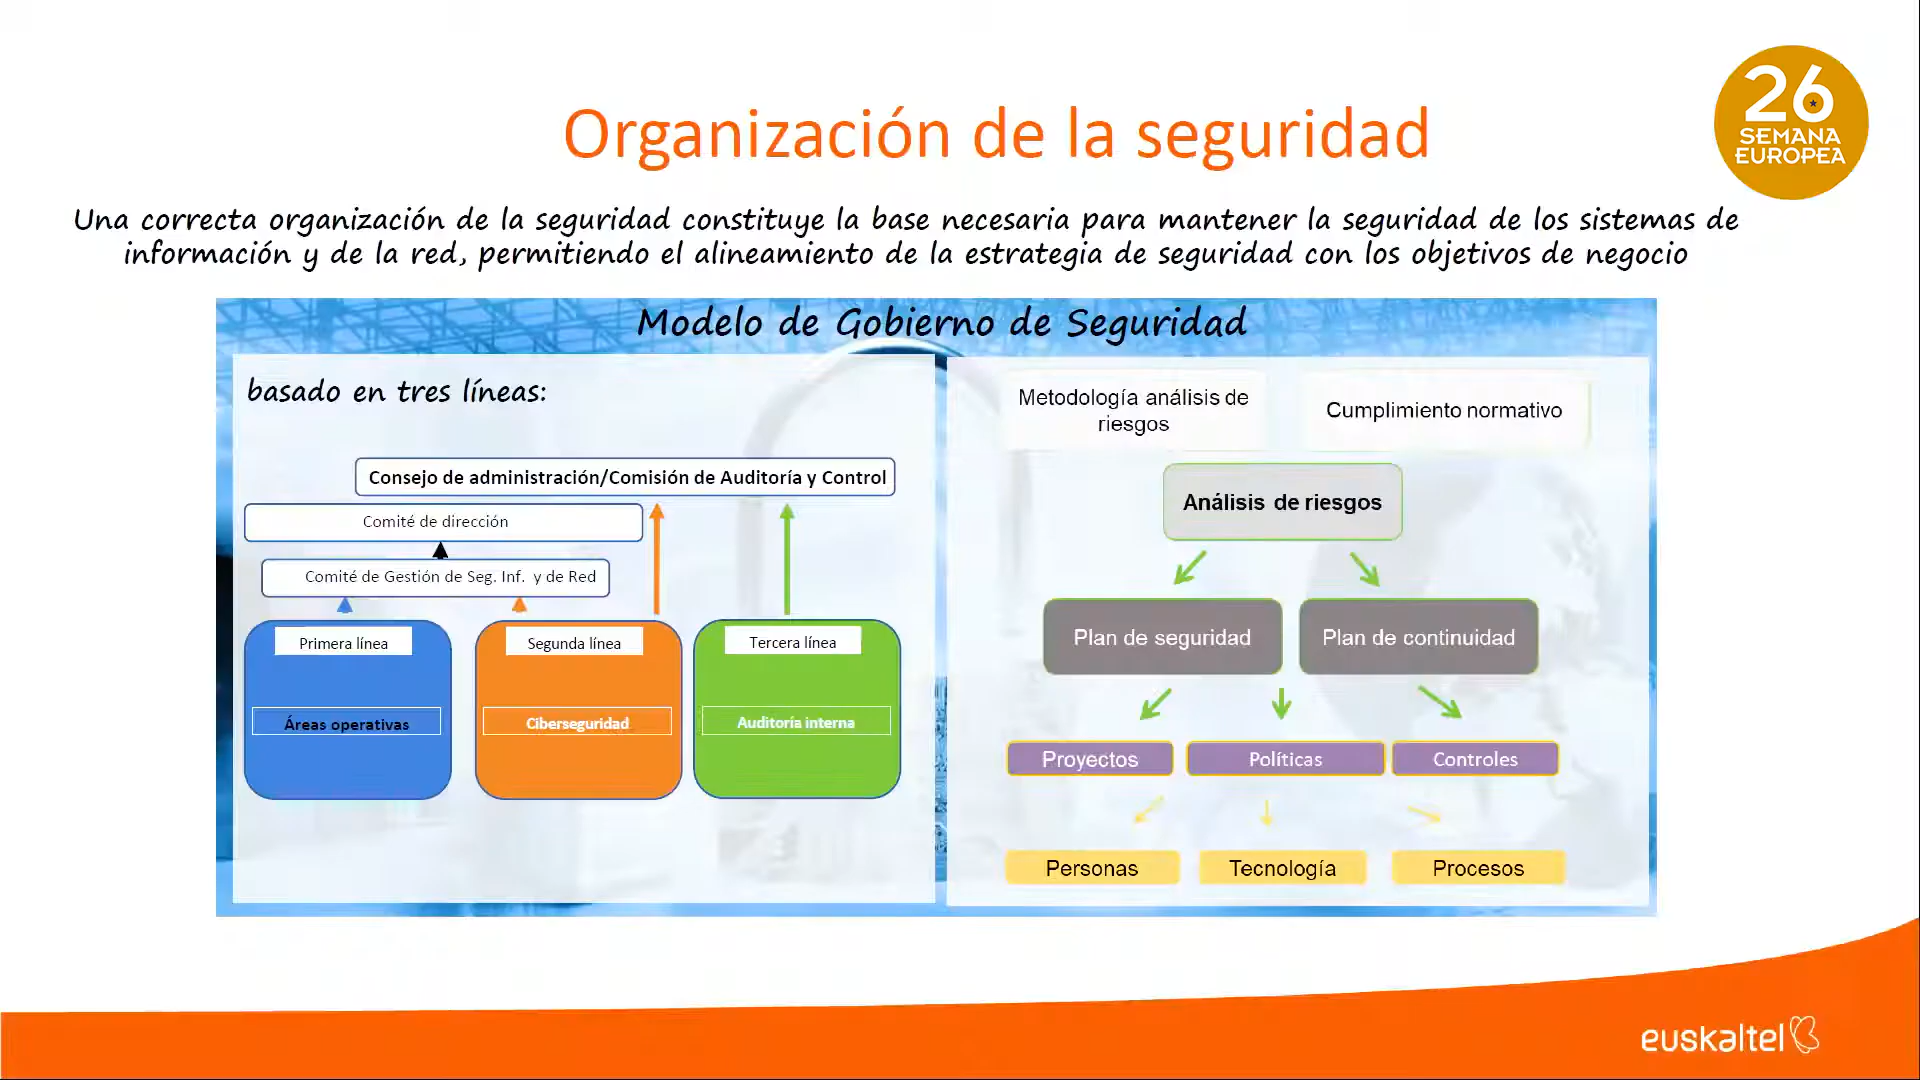 26
SEMANA
EUROPEA
Organización de la seguridad
Una correcta organización de la seguridad constituye la base necesaria para mantener la seguridad de los sistemas de
información y de la red, permitiendo el alineamiento de la estrategia de seguridad con los objetivos de negocio
Modelo de Gobierno de Seguridad
basado en tres líneas:
Consejo de administración/Comisión de Auditoría y Control
Comité de dirección
Comité de Gestión de Seg. Inf. y de Red
Primera línea
Segunda línea
Tercera línea
Áreas operativas
Ciberseguridad
Auditoría interna
Metodología análisis de
riesgos
Cumplimiento normativo
Análisis de riesgos
Plan de seguridad
Plan de continuidad
Proyectos
Políticas
Controles
Personas
Tecnología
Procesos
euskaltel